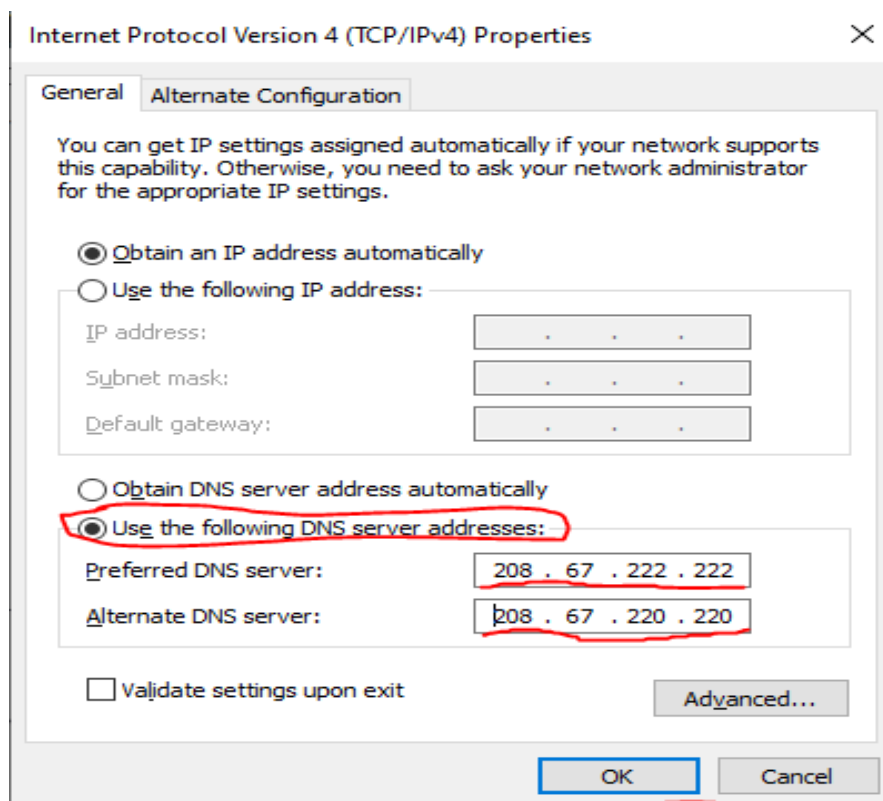 Internet Protocol Version 4 (TCP/IPv4) Properties
General
Alternate Configuration
You can get IP settings assigned automatically if your network supports
this capability. Otherwise, you need to ask your network administrator
for the appropriate IP settings.
Obtain an IP address automatically
Use the following IP address:
IP address: . . .
Subnet mask: . . .
Default gateway: . . .
Obtain DNS server address automatically
Use the following DNS server addresses:
Preferred DNS server: 208 . 67 . 222 . 222
Alternate DNS server: 208 . 67 . 220 . 220
Validate settings upon exit
Advanced...
OK Cancel